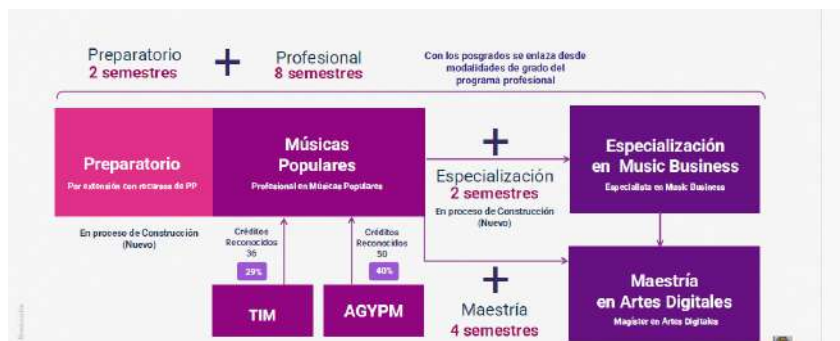 Preparatorio
2 semestres
+
Profesional
8 semestres
Con los posgrados se enlaza desde
modalidades de grado del
programa profesional
Preparatorio
Por extensión con recursos de PP
Músicas
Populares
Profesional en Músicas Populares
+
Especialización
2 semestres
En proceso de Construcción
(Nuevo)
Especialización
en Music Business
Especialista en Music Business
En proceso de Construcción
(Nuevo)
Créditos
Reconocidos
36
29%
Créditos
Reconocidos
50
40%
TIM
AGYPM
+
Maestría
4 semestres
Maestría
en Artes Digitales
Magíster en Artes Digitales